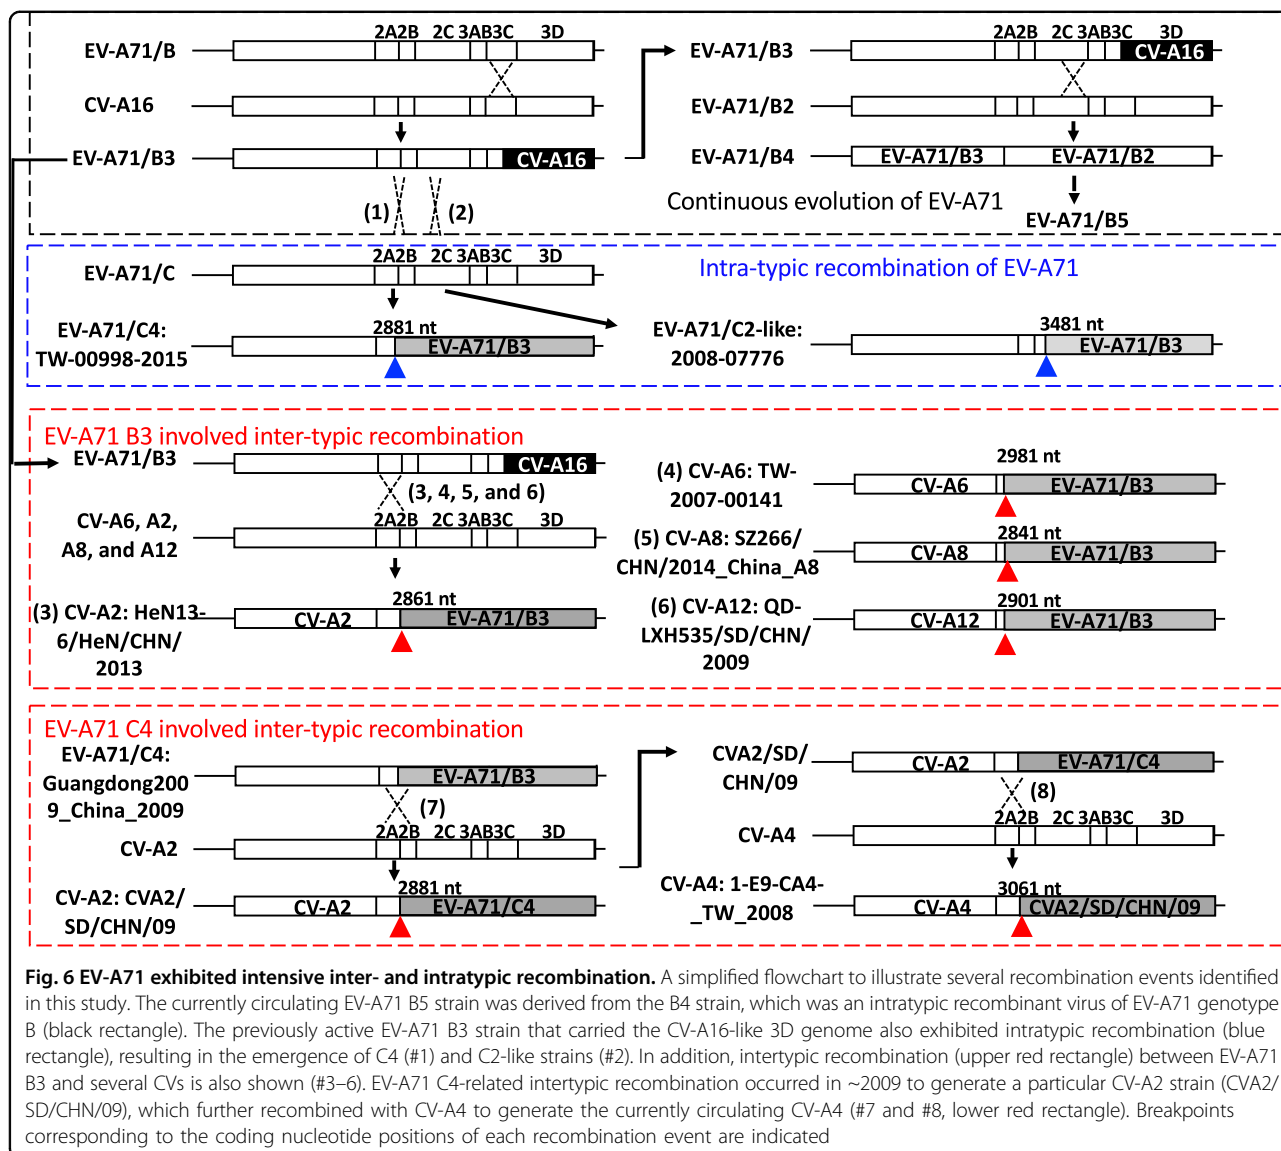 2A2B 2C 3AB3C 3D
EV-A71/B
CV-A16
EV-A71/B3 CV-A16
(1) (2)
2C 3AB3C 3D
2A2B
EV-A71/B3 CV-A16
EV-A71/B2
EV-A71/B4 EV-A71/B3 EV-A71/B2
Continuous evolution of EV-A71
EV-A71/B5
Intra-typic recombination of EV-A71
2A2B 2C 3AB3C 3D
EV-A71/C
EV-A71/C4:
TW-00998-2015
2881 nt
EV-A71/B3
EV-A71/C2-like:
2008-07776
3481 nt
EV-A71/B3
EV-A71 B3 involved inter-typic recombination
EV-A71/B3 CV-A16
(3, 4, 5, and 6)
2A2B 2C 3AB3C 3D
CV-A6, A2,
A8, and A12
(3) CV-A2: HeN13-
6/HeN/CHN/
2013
2861 nt
CV-A2 EV-A71/B3
(4) CV-A6: TW-
2007-00141
2981 nt
CV-A6 EV-A71/B3
(5) CV-A8: SZ266/
CHN/2014_China_A8
2841 nt
CV-A8 EV-A71/B3
(6) CV-A12: QD-
LXH535/SD/CHN/
2009
2901 nt
CV-A12 EV-A71/B3
EV-A71 C4 involved inter-typic recombination
EV-A71/C4:
Guangdong200
9_China_2009
EV-A71/B3
(7)
2A2B 2C 3AB3C 3D
CV-A2
CV-A2: CVA2/
SD/CHN/09
2881 nt
CV-A2 EV-A71/C4
CVA2/SD/
CHN/09
CV-A2 EV-A71/C4
(8)
2A2B 2C 3AB3C 3D
CV-A4
CV-A4: 1-E9-CA4-
_TW_2008
3061 nt
CV-A4 CVA2/SD/CHN/09
Fig. 6 EV-A71 exhibited intensive inter- and intratypic recombination. A simplified flowchart to illustrate several recombination events identified
in this study. The currently circulating EV-A71 B5 strain was derived from the B4 strain, which was an intratypic recombinant virus of EV-A71 genotype
B (black rectangle). The previously active EV-A71 B3 strain that carried the CV-A16-like 3D genome also exhibited intratypic recombination (blue
rectangle), resulting in the emergence of C4 (#1) and C2-like strains (#2). In addition, intertypic recombination (upper red rectangle) between EV-A71
B3 and several CVs is also shown (#3–6). EV-A71 C4-related intertypic recombination occurred in ~2009 to generate a particular CV-A2 strain (CVA2/
SD/CHN/09), which further recombined with CV-A4 to generate the currently circulating CV-A4 (#7 and #8, lower red rectangle). Breakpoints
corresponding to the coding nucleotide positions of each recombination event are indicated